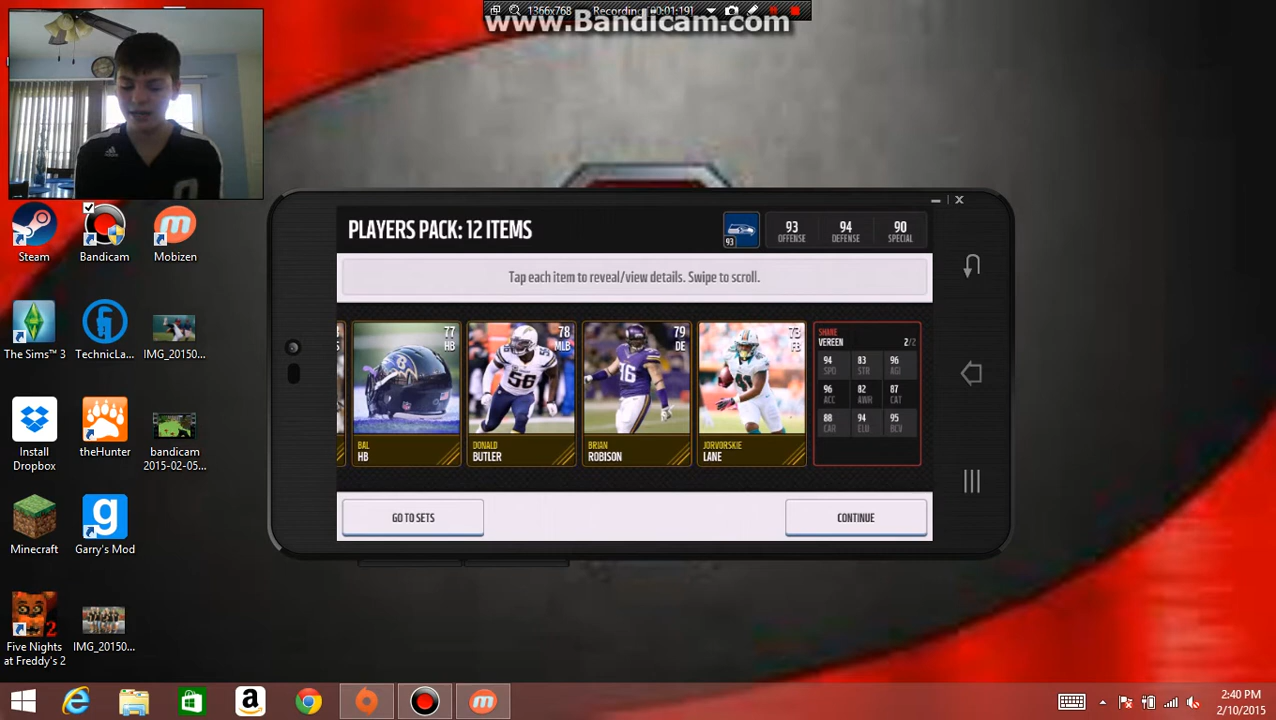 1366x768 Recording [00:01:19]
www.Bandicam.com
Steam
Bandicam
Mobizen
The Sims™ 3
TechnicLa...
IMG_20150...
Install
Dropbox
theHunter
bandicam
2015-02-05...
Minecraft
Garry's Mod
Five Nights
at Freddy's 2
IMG_20150...
PLAYERS PACK: 12 ITEMS
93
93
OFFENSE
94
DEFENSE
90
SPECIAL
Tap each item to reveal/view details. Swipe to scroll.
77
HB
BAL
HB
78
MLB
DONALD
BUTLER
79
DE
BRIAN
ROBISON
73
FB
JORVORSKIE
LANE
SHARE
VEREEN 2/2
94 83 96
SPD STR AGI
96 82 87
ACC AWR CAT
88 94 95
CAR ELU BCV
GO TO SETS
CONTINUE
2:40 PM
2/10/2015